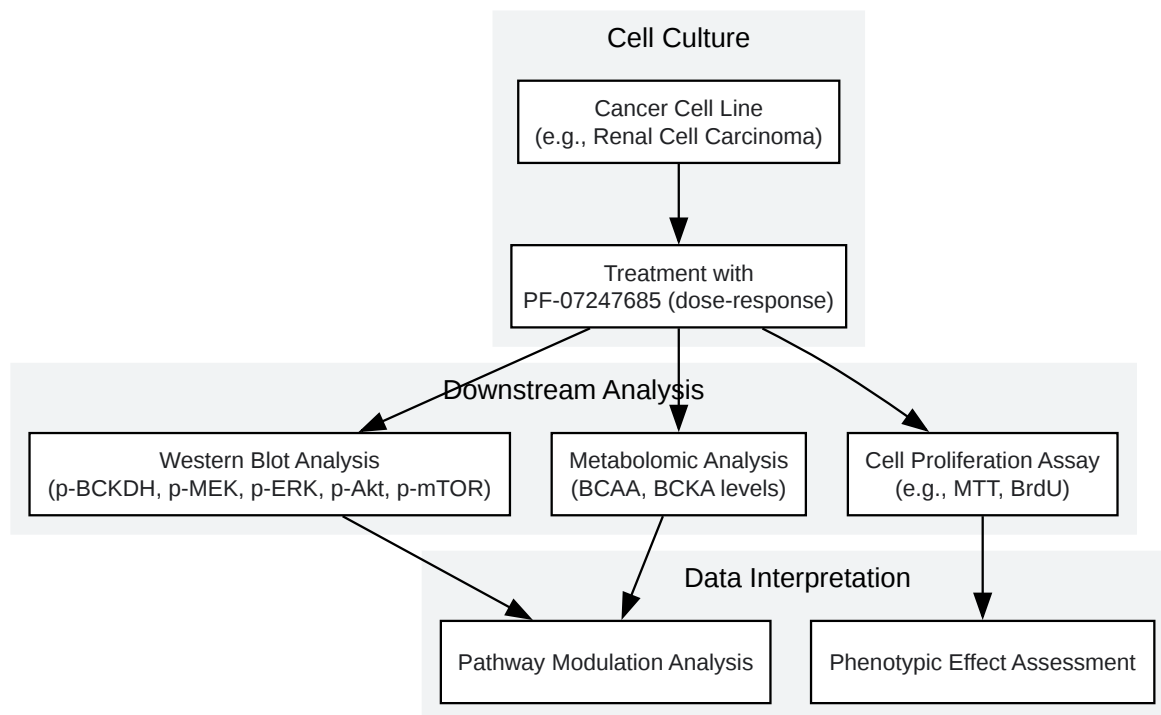 Cell Culture
Cancer Cell Line
(e.g., Renal Cell Carcinoma)
Treatment with
PF-07247685 (dose-response)
Downstream Analysis
Western Blot Analysis
(p-BCKDH, p-MEK, p-ERK, p-Akt, p-mTOR)
Metabolomic Analysis
(BCAA, BCKA levels)
Cell Proliferation Assay
(e.g., MTT, BrdU)
Data Interpretation
Pathway Modulation Analysis
Phenotypic Effect Assessment